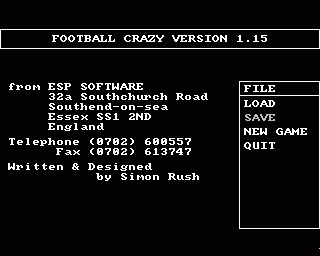 FOOTBALL CRAZY VERSION 1.15
from ESP SOFTWARE
32a Southchurch Road
Southend-on-sea
Essex SS1 2ND
England
Telephone (0702) 600557
Fax (0702) 613747
Written & Designed
by Simon Rush
FILE
LOAD
SAVE
NEW GAME
QUIT